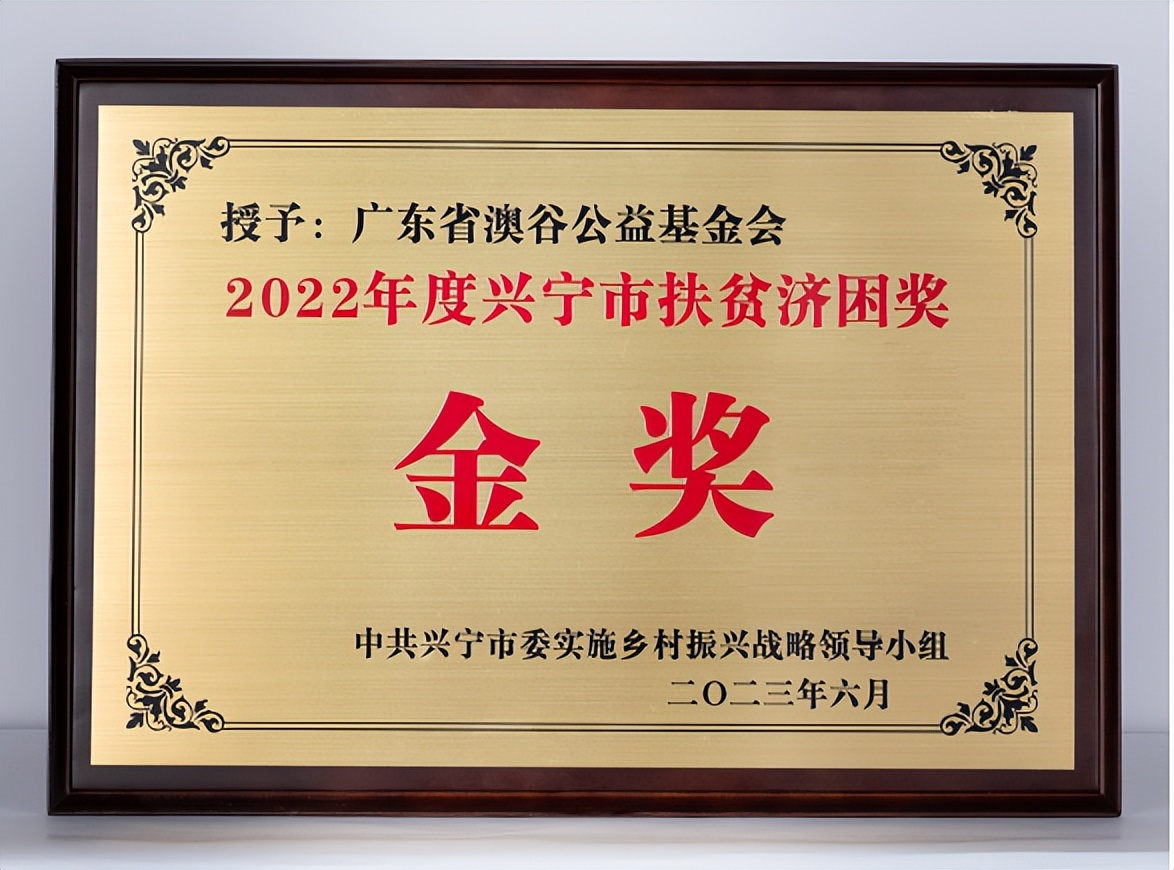 授予：广东省澳谷公益基金会
2022年度兴宁市扶贫济困奖
金奖
中共兴宁市委实施乡村振兴战略领导小组
二〇二三年六月